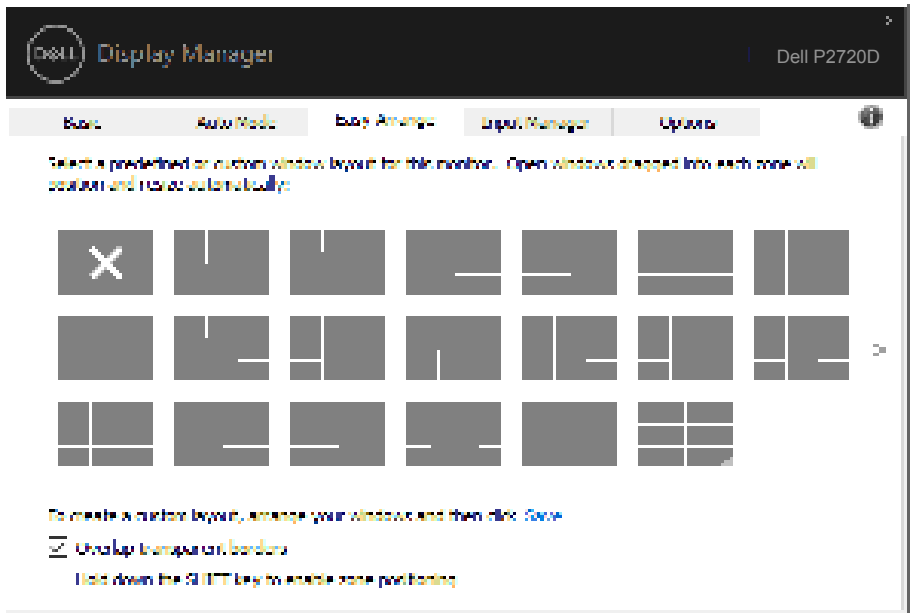 DELL Display Manager
Dell P2720D
Basic Auto Mode Easy Arrange Input Manager Options
Select a predefined or custom window layout for this monitor. Open windows dragged into each zone will
position and resize automatically.
To create a custom layout, arrange your windows and then click Save
Overlap transparent borders
Hold down the SHIFT key to enable zone positioning